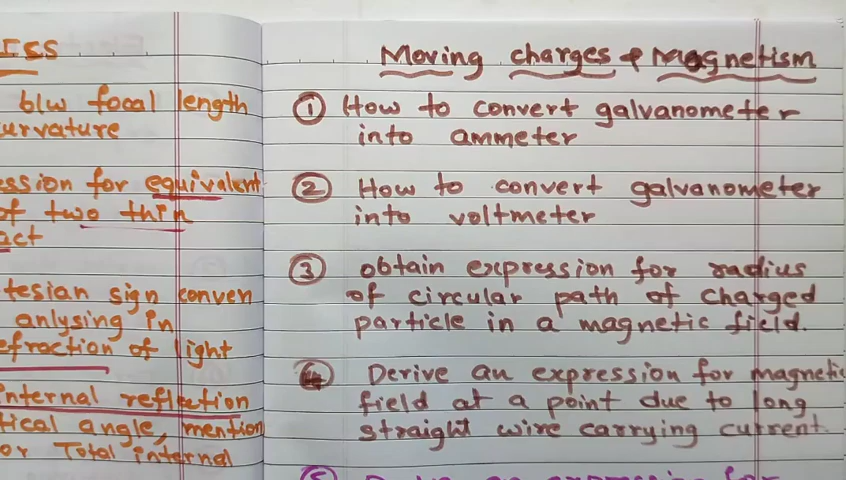 blw focal length
urvature
ession for equivalent
of two thin
act
tesian sign conven
anlysing in
efraction of light
internal reflection
tical angle, mention
or Total internal
Moving charges & Magnetism
① How to convert galvanometer
into ammeter
② How to convert galvanometer
into voltmeter
③ obtain expression for radius
of circular path of charged
particle in a magnetic field.
④ Derive an expression for magnetic
field at a point due to long
straight wire carrying current.